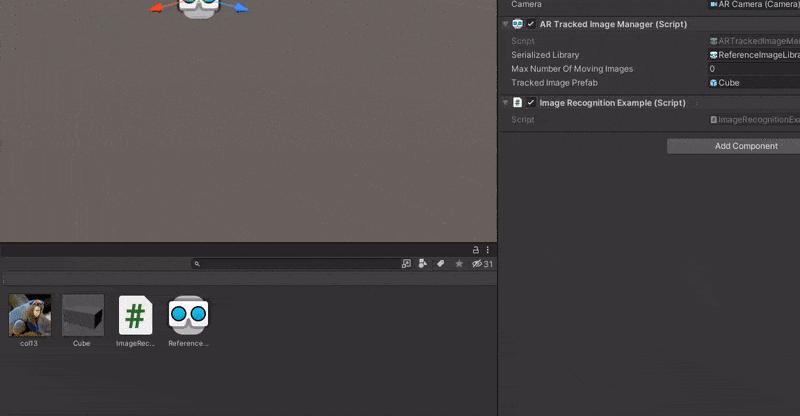 Camera
AR Camera (Camera)
AR Tracked Image Manager (Script)
Script
ARTrackedImageMa
Serialized Library
ReferenceImageLibra
Max Number Of Moving Images
0
Tracked Image Prefab
Cube
# Image Recognition Example (Script)
Script
ImageRecognitionExa
Add Component
31
#
col13
Cube
ImageRec...
Reference...